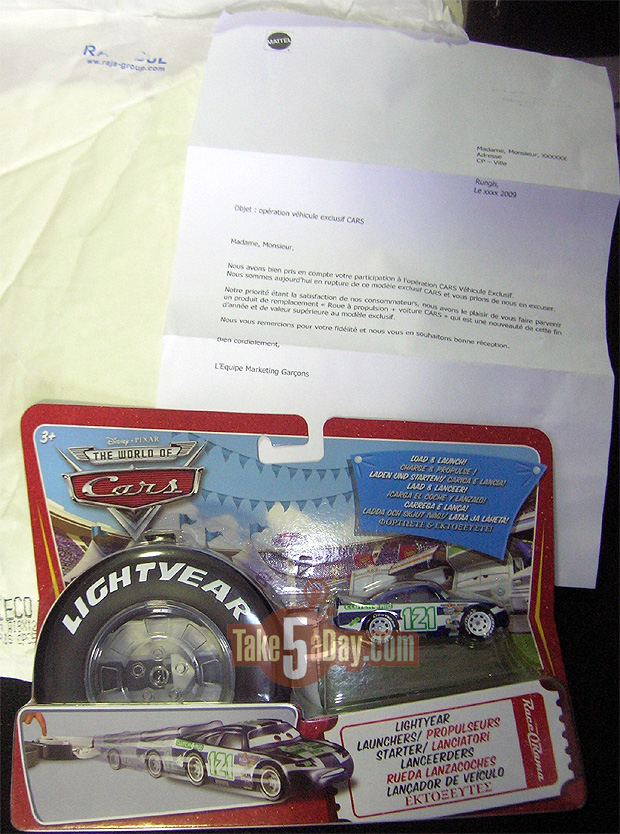 www.raja-group.com
MATTEL
Madame, Monsieur, XXXXXXX
Adresse
CP - Ville
Rungis,
Le xxxx 2009
Objet : opération véhicule exclusif CARS
Madame, Monsieur,
Nous avons bien pris en compte votre participation à l'opération CARS Véhicule Exclusif.
Nous sommes aujourd'hui en rupture de ce modèle exclusif CARS et vous prions de nous en excuser.
Notre priorité étant la satisfaction de nos consommateurs, nous avons le plaisir de vous faire parvenir
un produit de remplacement « Roue à propulsion + voiture CARS » qui est une nouveauté de cette fin
d'année et de valeur supérieure au modèle exclusif.
Nous vous remercions pour votre fidélité et nous vous en souhaitons bonne réception.
Bien cordialement,
L'Equipe Marketing Garçons
3+
Disney • PIXAR
THE WORLD OF
Cars
LOAD & LAUNCH!
CHARGE & PROPULSE !
LADEN UND STARTEN! CARICA E LANCIA!
LAAD & LANCEER!
¡CARGA EL COCHE Y LÁNZALO!
CARREGA E LANÇA!
LADDA OCH SKJUT IVÄG! LATAA JA LÄHETÄ!
ΦΟΡΤΩΣΤΕ & ΕΚΤΟΞΕΥΣΤΕ!
LIGHTYEAR
121
Take5aDay.com
ECO
121
LIGHTYEAR
LAUNCHERS/ PROPULSEURS
STARTER/ LANCIATORI
LANCEERDERS
RUEDA LANZACOCHES
LANÇADOR DE VEÍCULO
ΕΚΤΟΞΕΥΤΕΣ
Race O Rama